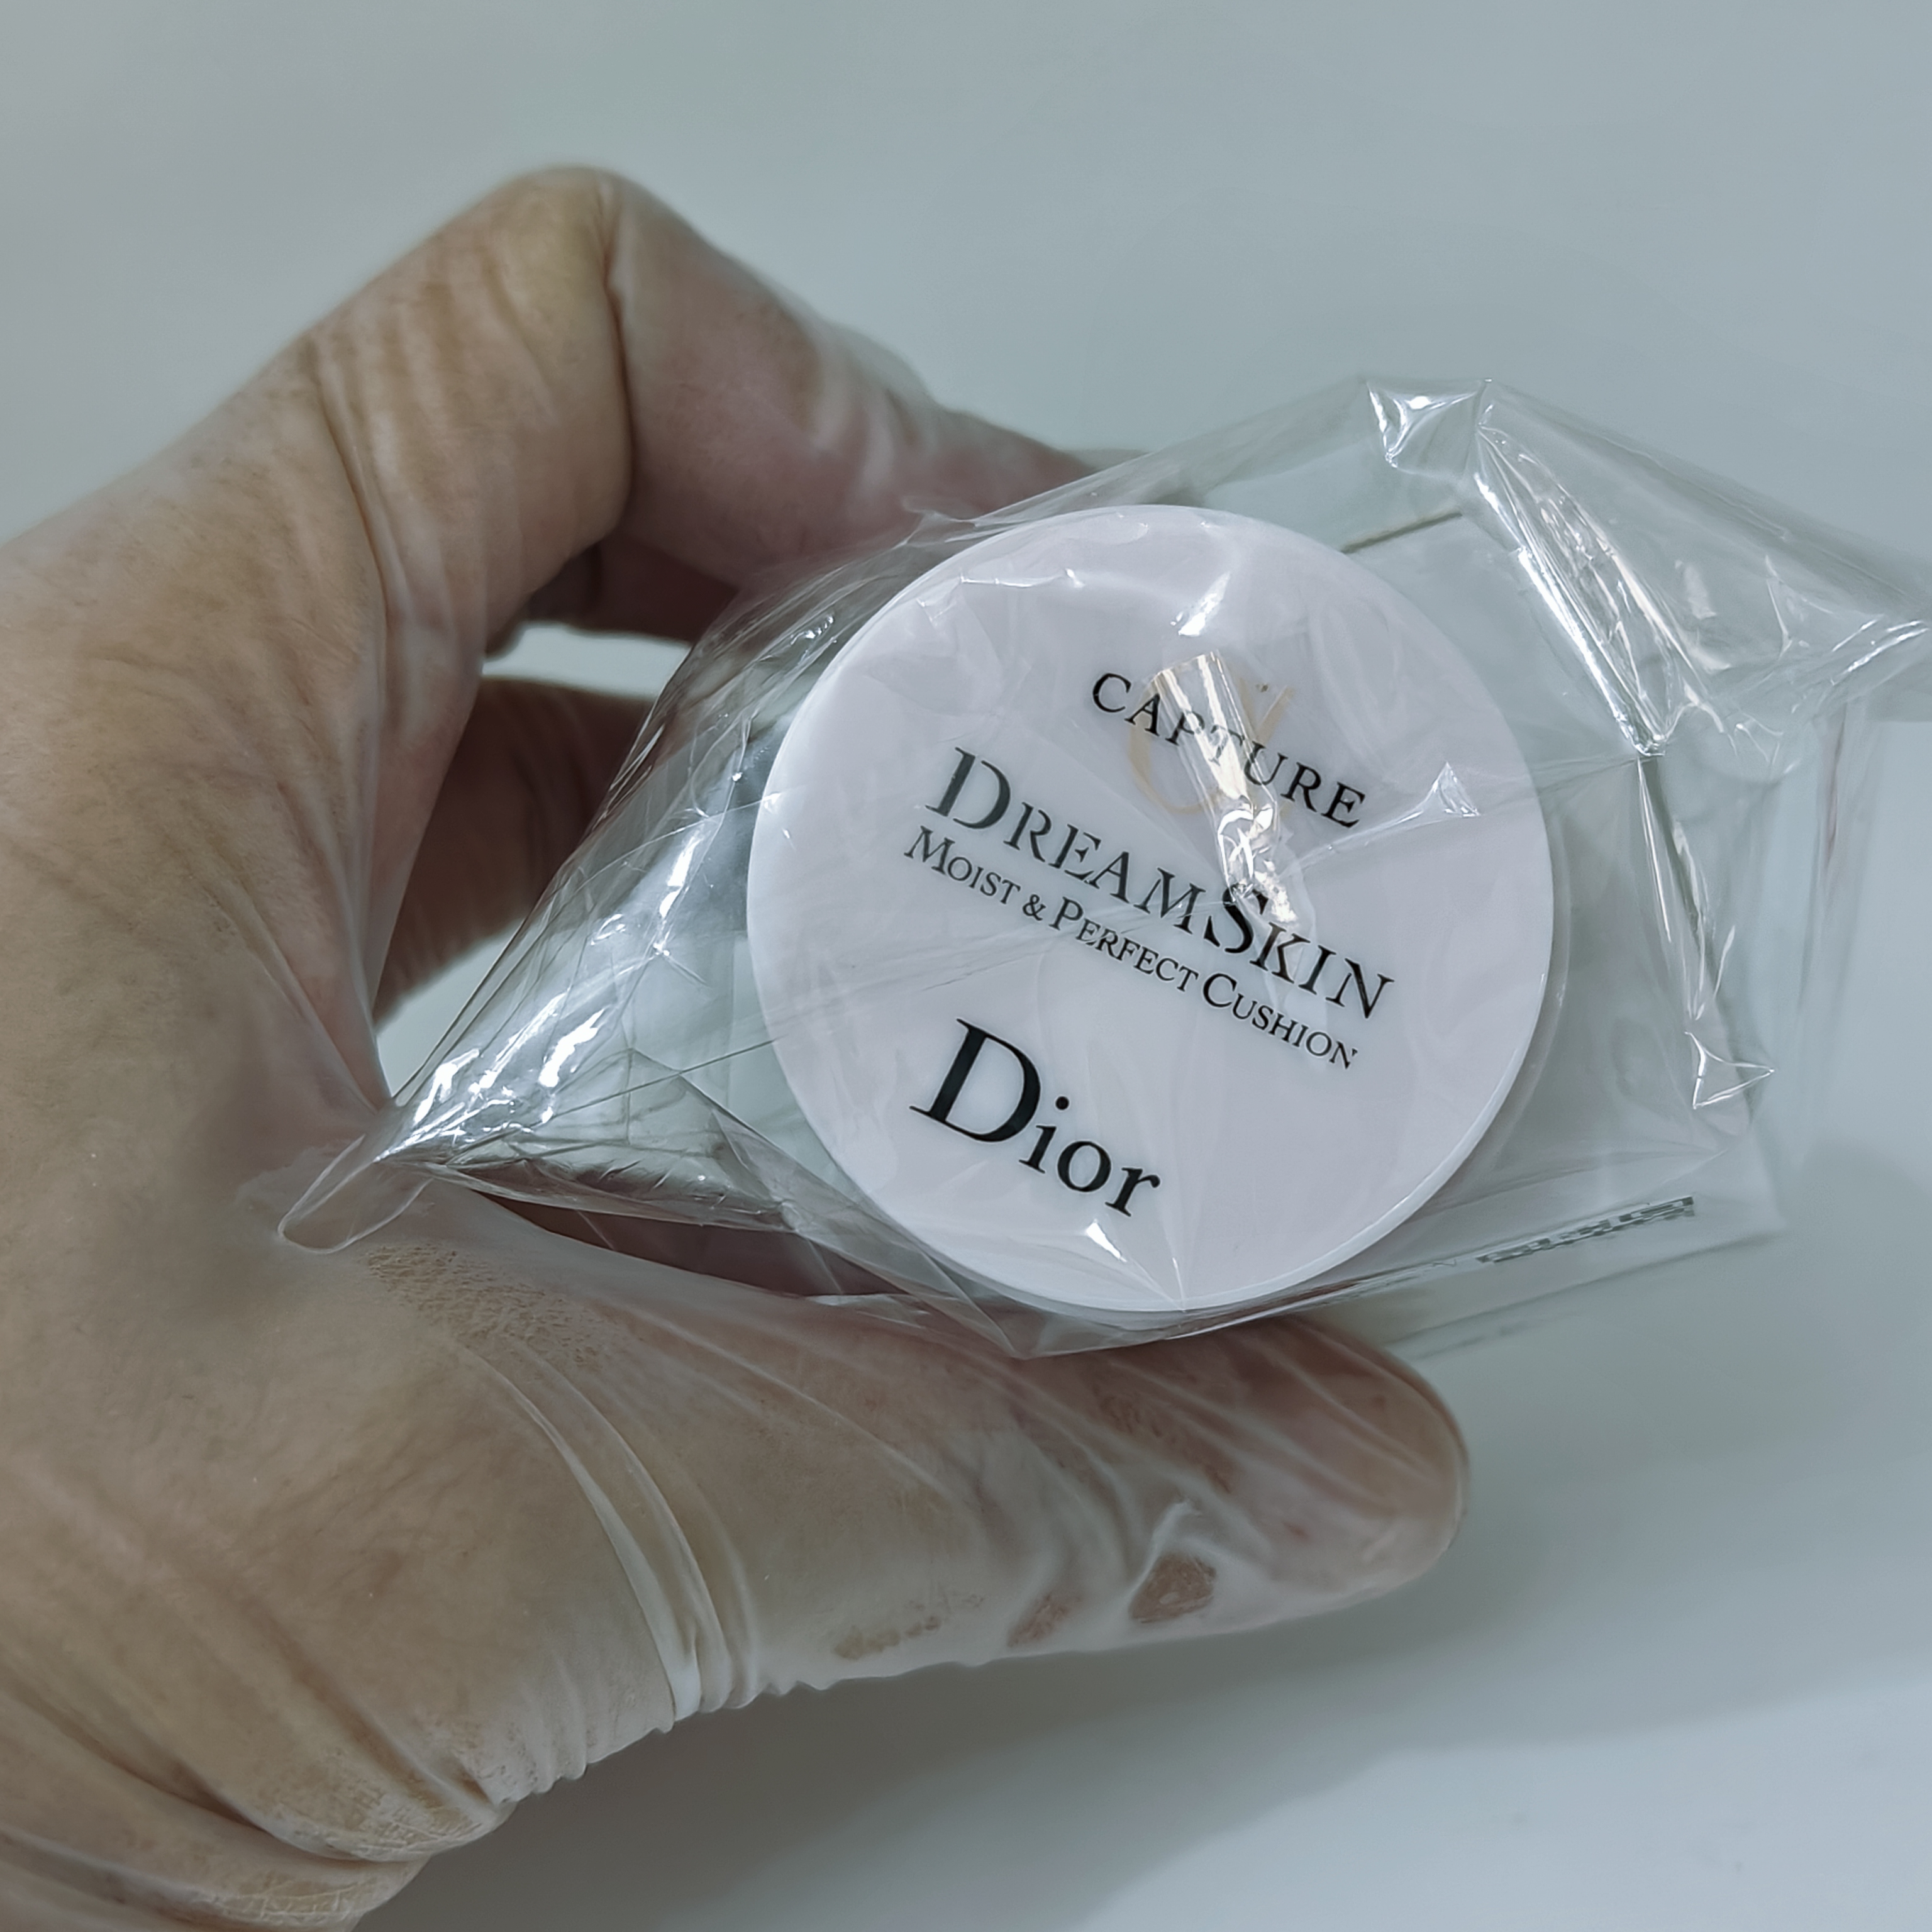 CAPTURE
DREAMSKIN
MOIST & PERFECT CUSHION
Dior